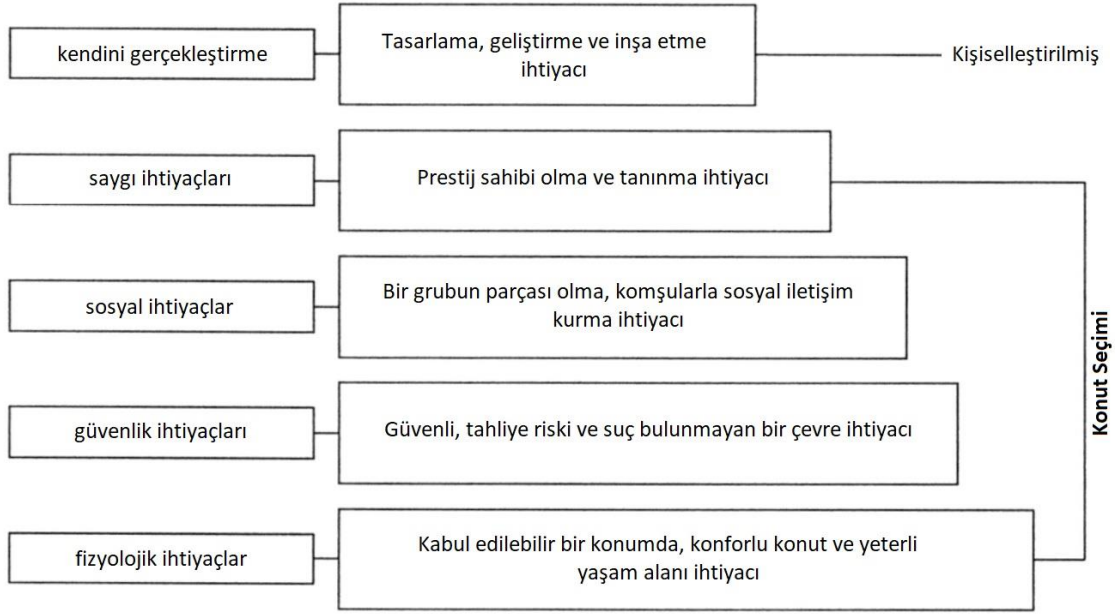 kendini gerçekleştirme
Tasarlama, geliştirme ve inşa etme
ihtiyacı
Kişiselleştirilmiş
saygı ihtiyaçları
Prestij sahibi olma ve tanınma ihtiyacı
sosyal ihtiyaçlar
Bir grubun parçası olma, komşularla sosyal iletişim
kurma ihtiyacı
güvenlik ihtiyaçları
Güvenli, tahliye riski ve suç bulunmayan bir çevre ihtiyacı
fizyolojik ihtiyaçlar
Kabul edilebilir bir konumda, konforlu konut ve yeterli
yaşam alanı ihtiyacı
Konut Seçimi